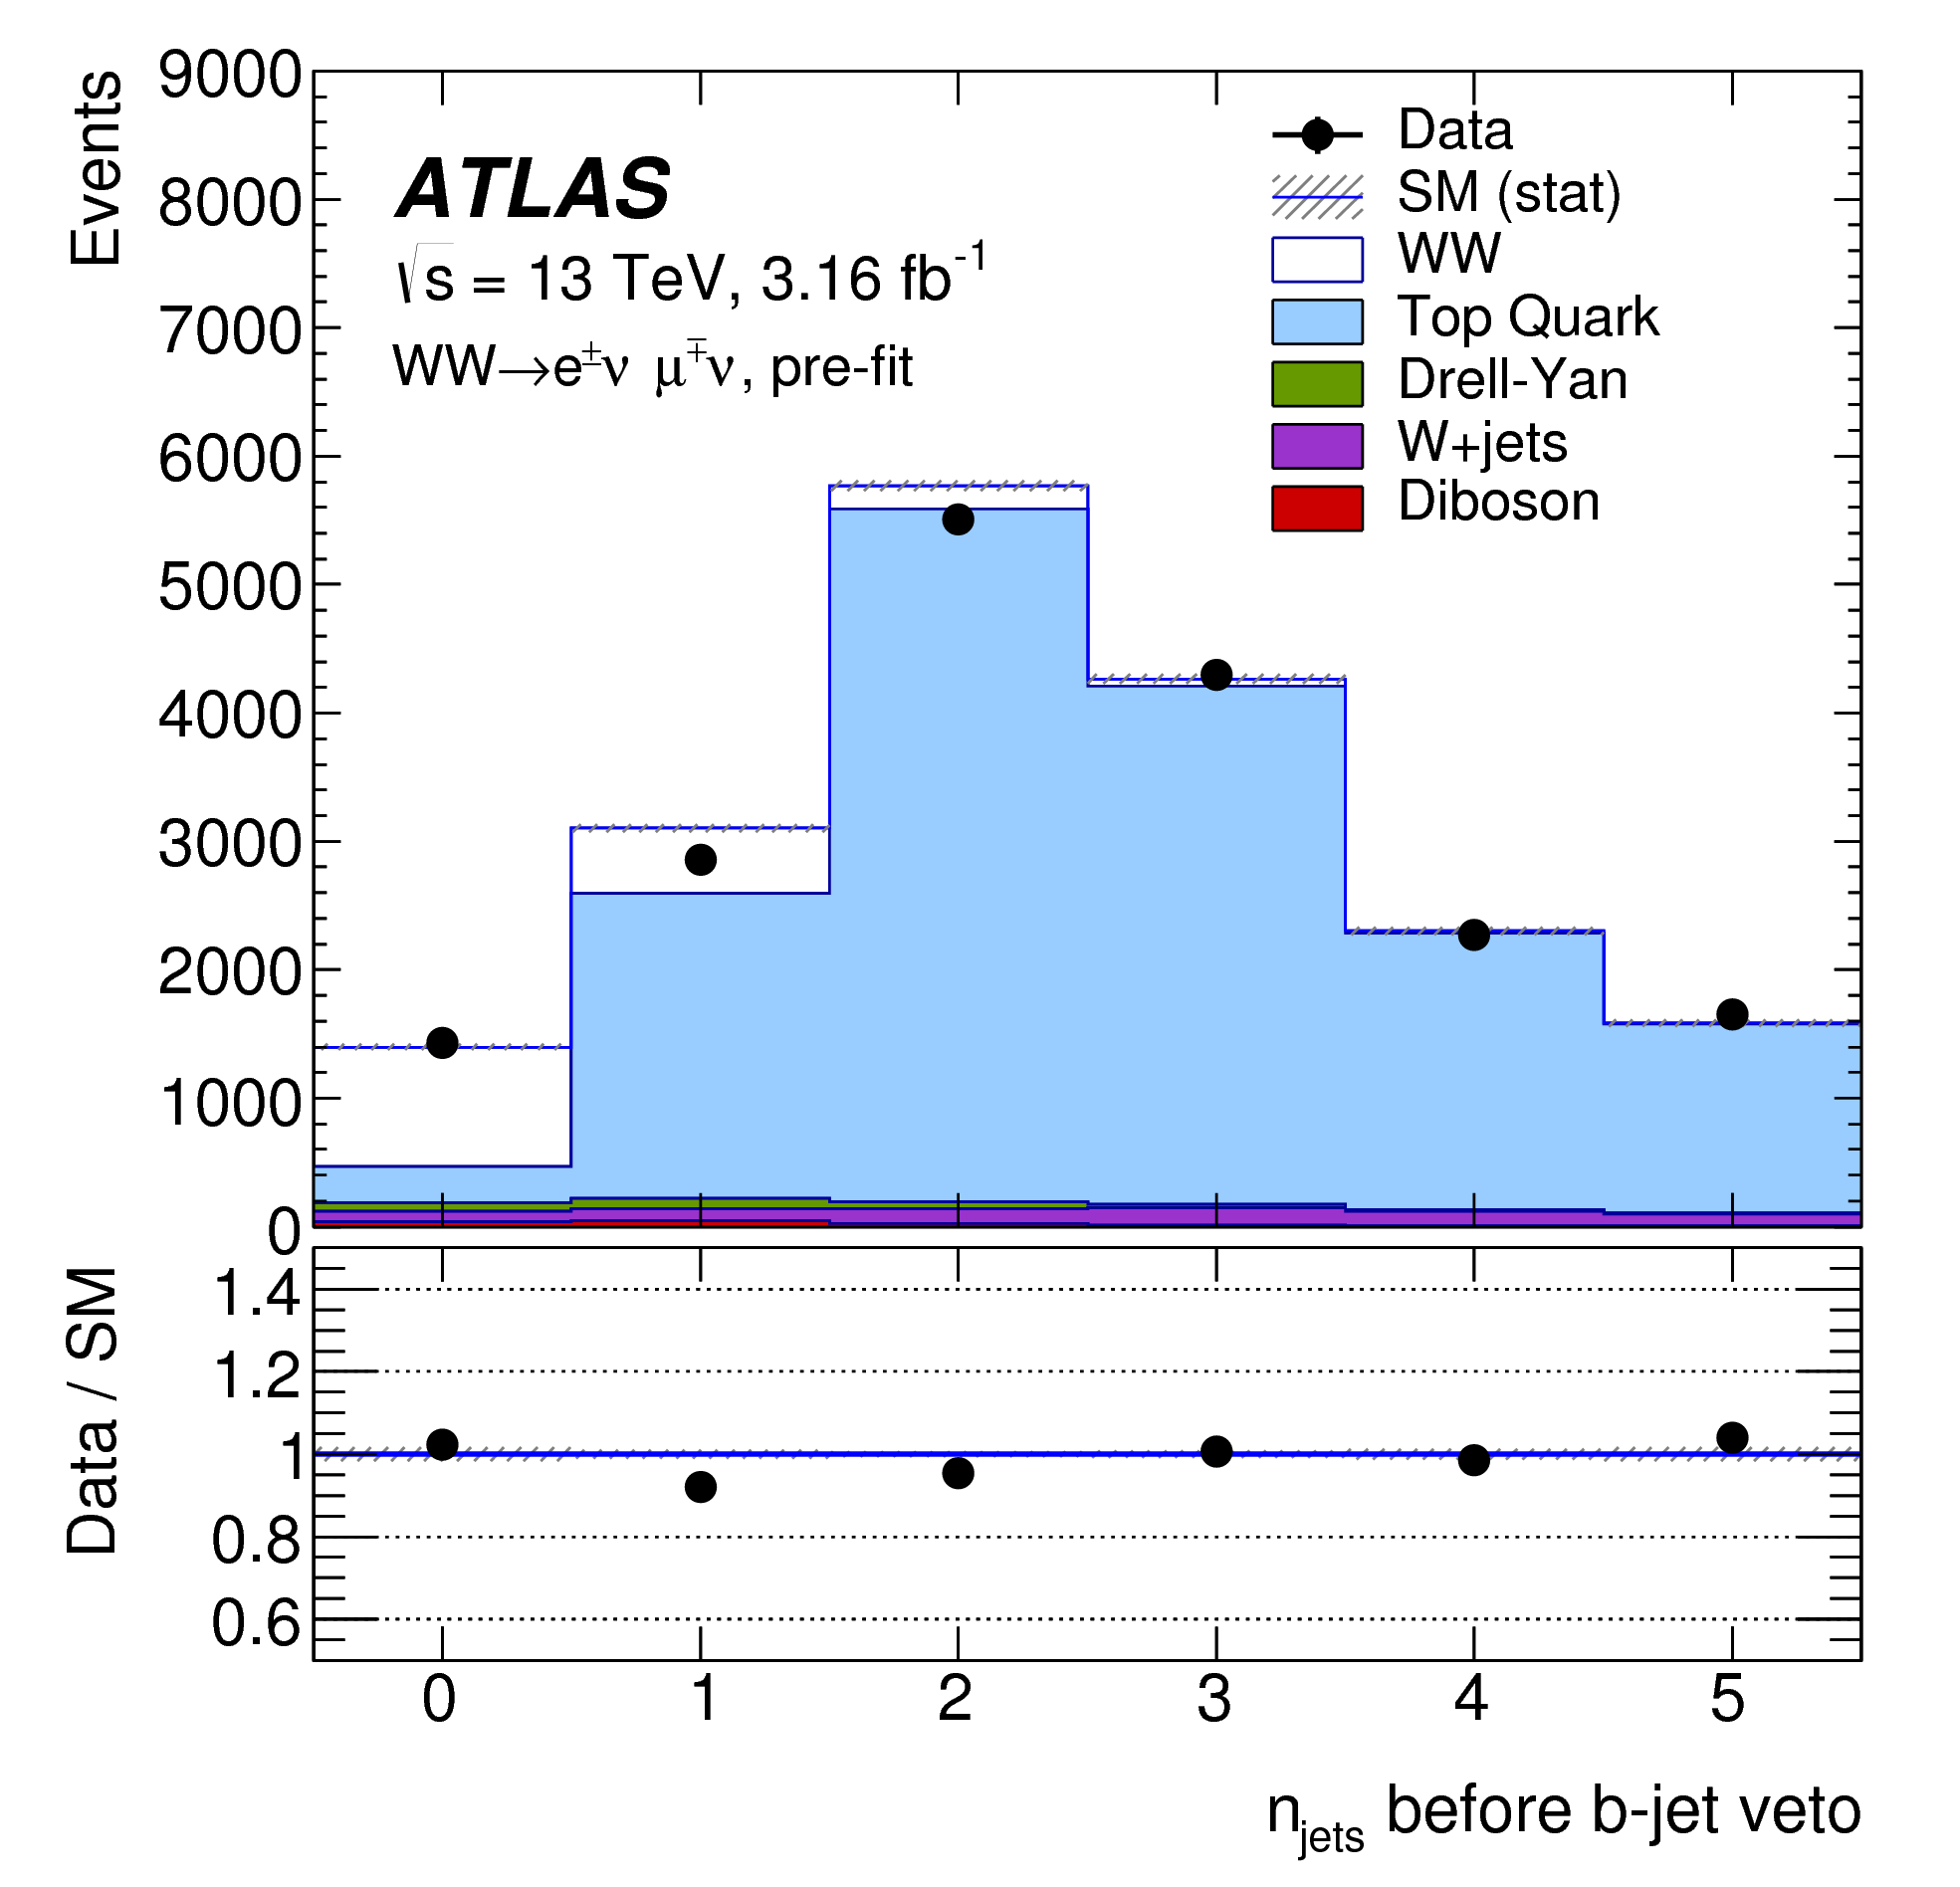 Events
9000
8000
7000
6000
5000
4000
3000
2000
1000
0
ATLAS
√s = 13 TeV, 3.16 fb⁻¹
WW→e±ν μ∓ν, pre-fit
Data
SM (stat)
WW
Top Quark
Drell-Yan
W+jets
Diboson
Data / SM
1.4
1.2
1
0.8
0.6
0 1 2 3 4 5
n_jets before b-jet veto